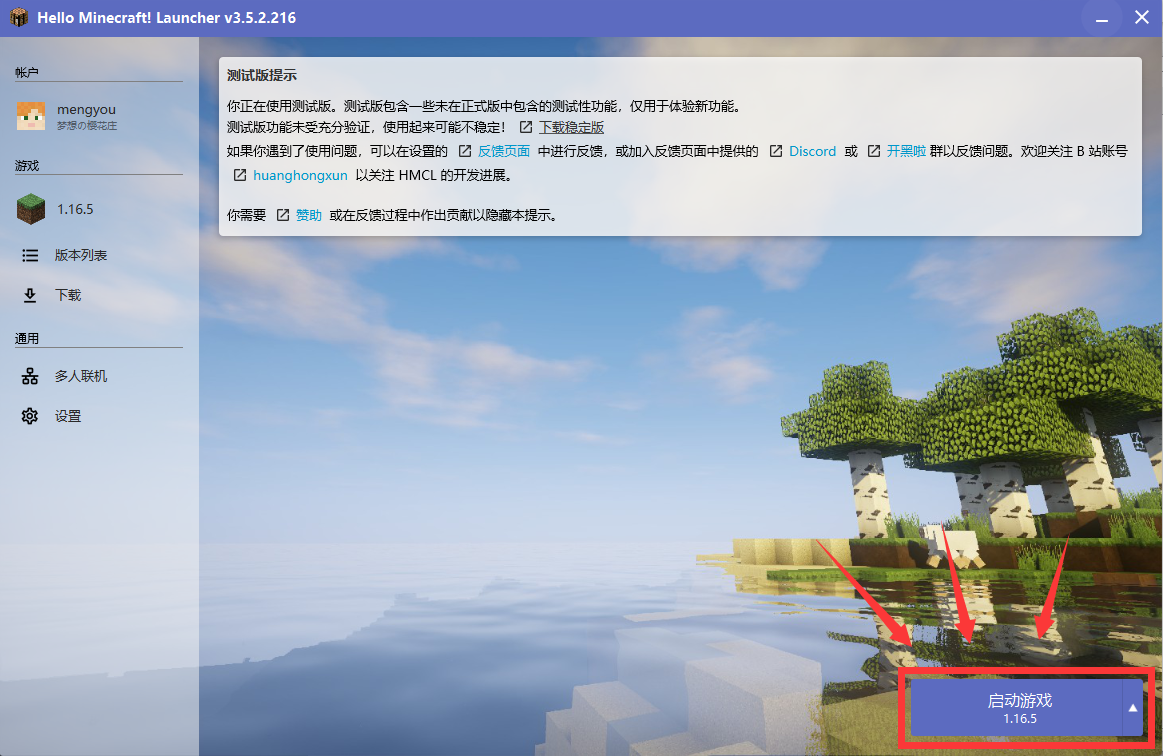 Hello Minecraft! Launcher v3.5.2.216
帐户
mengyou
梦想の樱花庄
游戏
1.16.5
版本列表
下载
通用
多人联机
设置
测试版提示
你正在使用测试版。测试版包含一些未在正式版中包含的测试性功能，仅用于体验新功能。
测试版功能未受充分验证，使用起来可能不稳定！ 下载稳定版
如果你遇到了使用问题，可以在设置的 反馈页面 中进行反馈，或加入反馈页面中提供的 Discord 或 开黑啦 群以反馈问题。欢迎关注 B 站账号
huanghongxun 以关注 HMCL 的开发进展。
你需要 赞助 或在反馈过程中作出贡献以隐藏本提示。
启动游戏
1.16.5